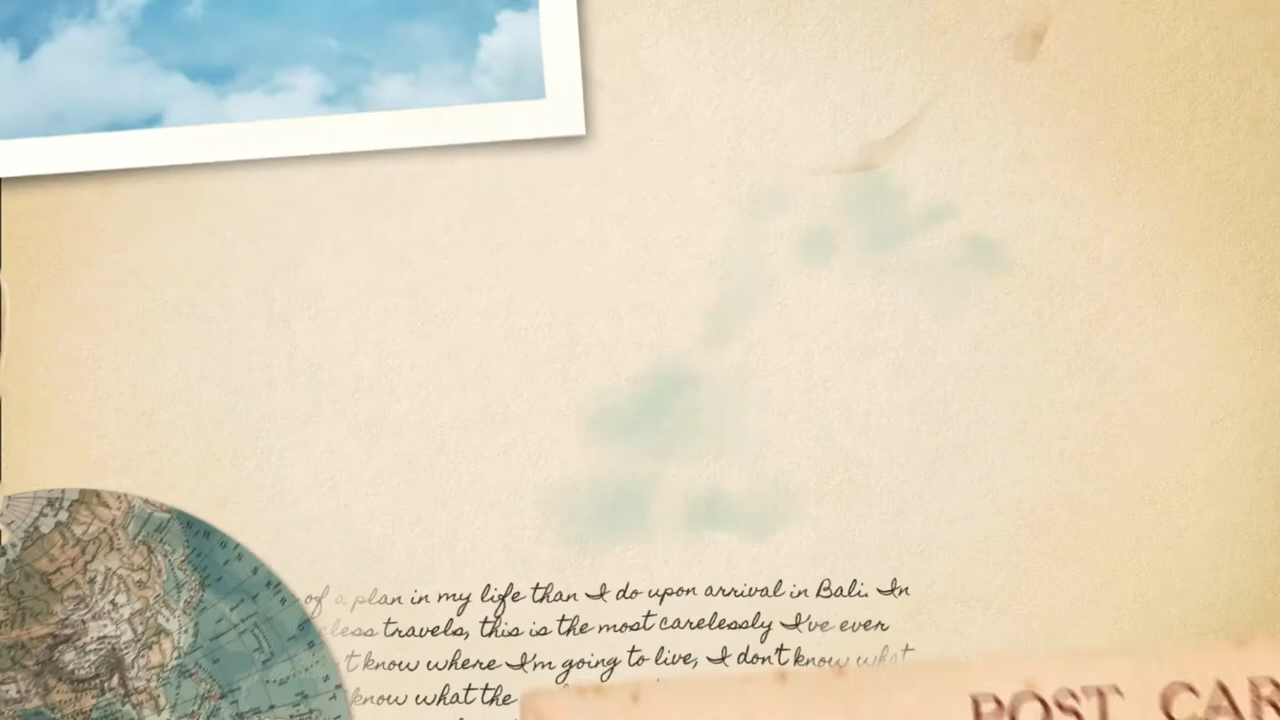 of a plan in my life than I do upon arrival in Bali. In
less travels, this is the most carelessly I've ever
t know where I'm going to live, I don't know what
know what the
POST CAR